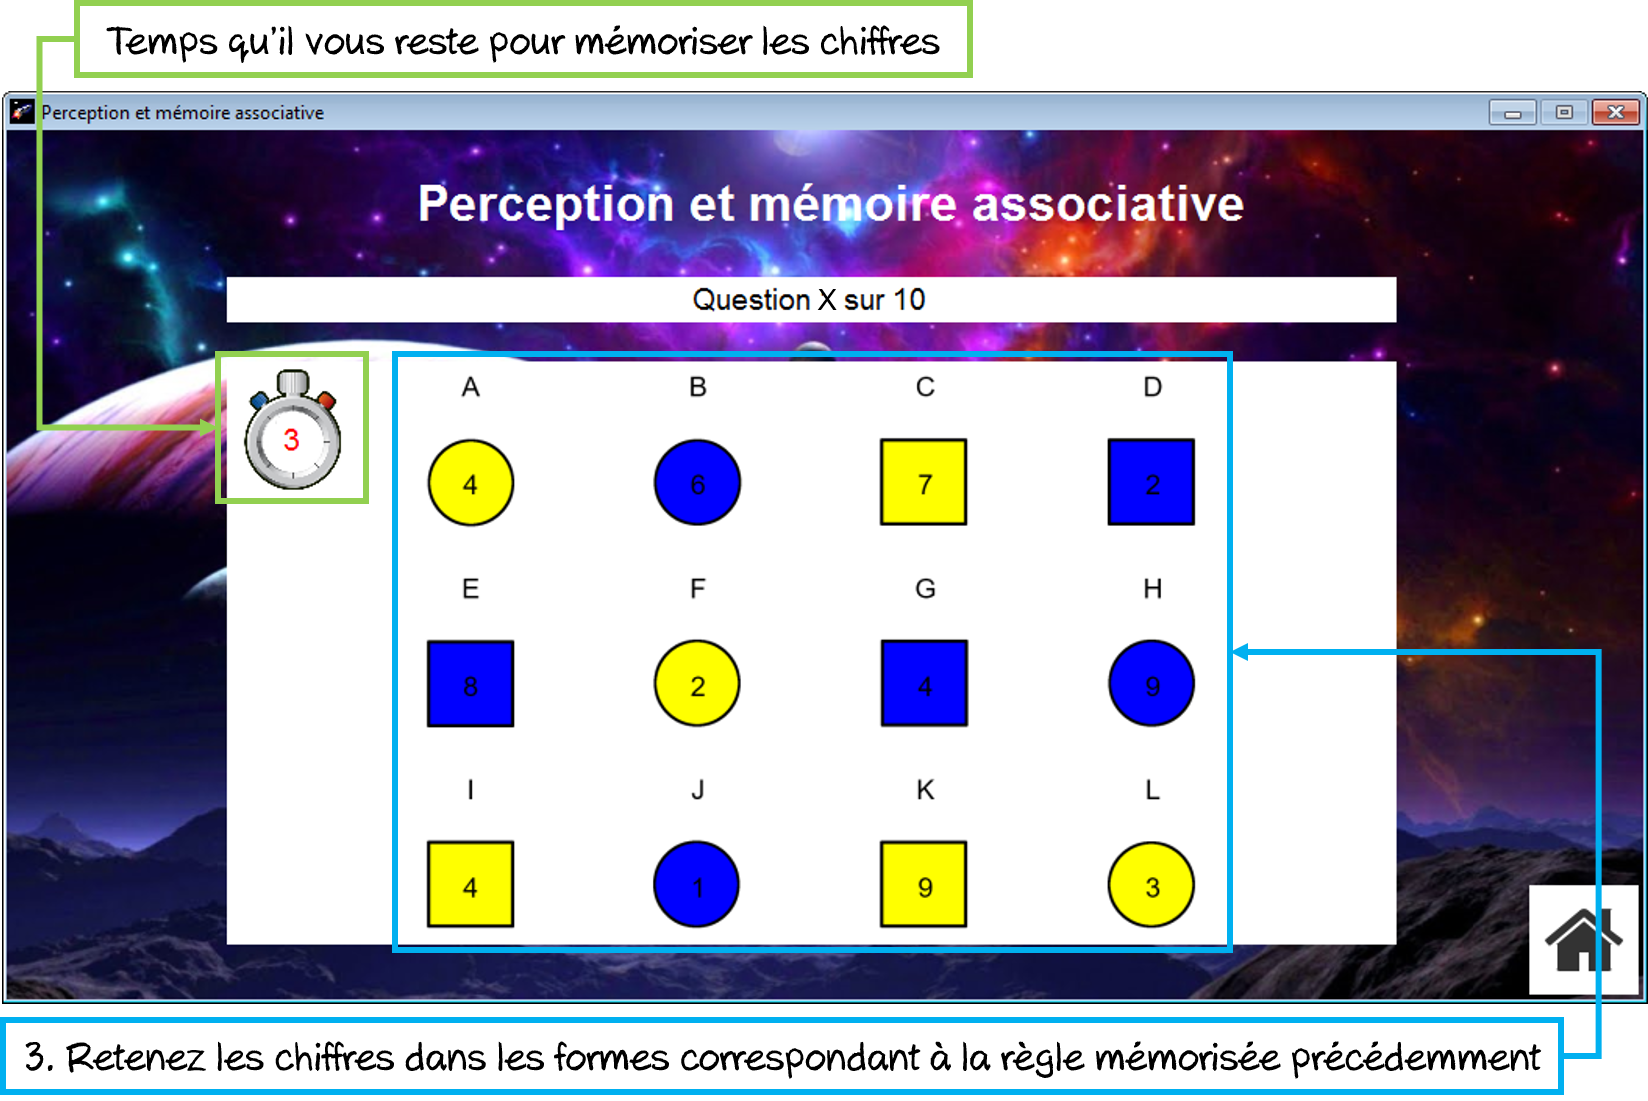 Temps qu'il vous reste pour mémoriser les chiffres
Perception et mémoire associative
Perception et mémoire associative
Question X sur 10
3
A B C D
4 6 7 2
E F G H
8 2 4 9
I J K L
4 1 9 3
3. Retenez les chiffres dans les formes correspondant à la règle mémorisée précédemment